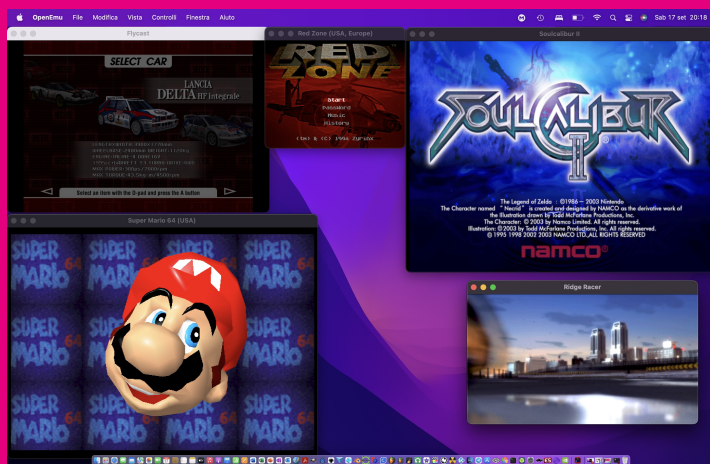 OpenEmu File Modifica Vista Controlli Finestra Aiuto
Sab 17 set 20:18
Flycast
SELECT CAR
LANCIA
DELTA HF integrale
Select an item with the D-pad and press the A button
Red Zone (USA, Europe)
RED
ZONE
Start
Password
Music
History
(tm) & (C) 1994 Zyrinx.
Soulcalibur II
SOULCALIBUR
II
The Legend of Zelda : ©1986 – 2003 Nintendo
The Character named "Necrid" is created and designed by NAMCO as the derivative work of
the Illustration drawn by Todd McFarlane Productions, Inc.
The Character: © 2003 by Namco Limited. All rights reserved.
Illustration: © 2003 by Todd McFarlane Productions, Inc. All rights reserved.
© 1995 1998 2002 2003 NAMCO LTD.,ALL RIGHTS RESERVED
namco
Super Mario 64 (USA)
SUPER
MARIO
64
Ridge Racer